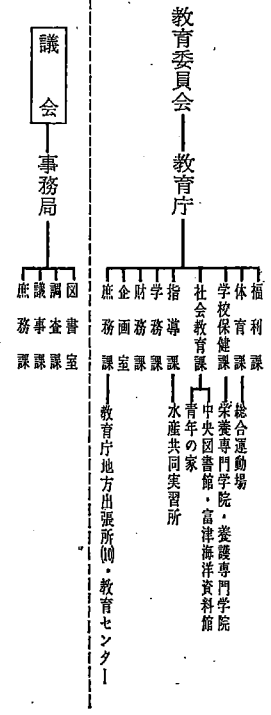 教育委員会
教育庁
福利課
体育課
総合運動場
学校保健課
栄養専門学院・養護専門学院
社会教育課
中央図書館・富津海洋資料館
青年の家
指導課
水産共同実習所
学務課
財務課
企画室
庶務課
教育庁地方出張所(10)・教育センター
議会
事務局
図書室
調査課
議事課
庶務課